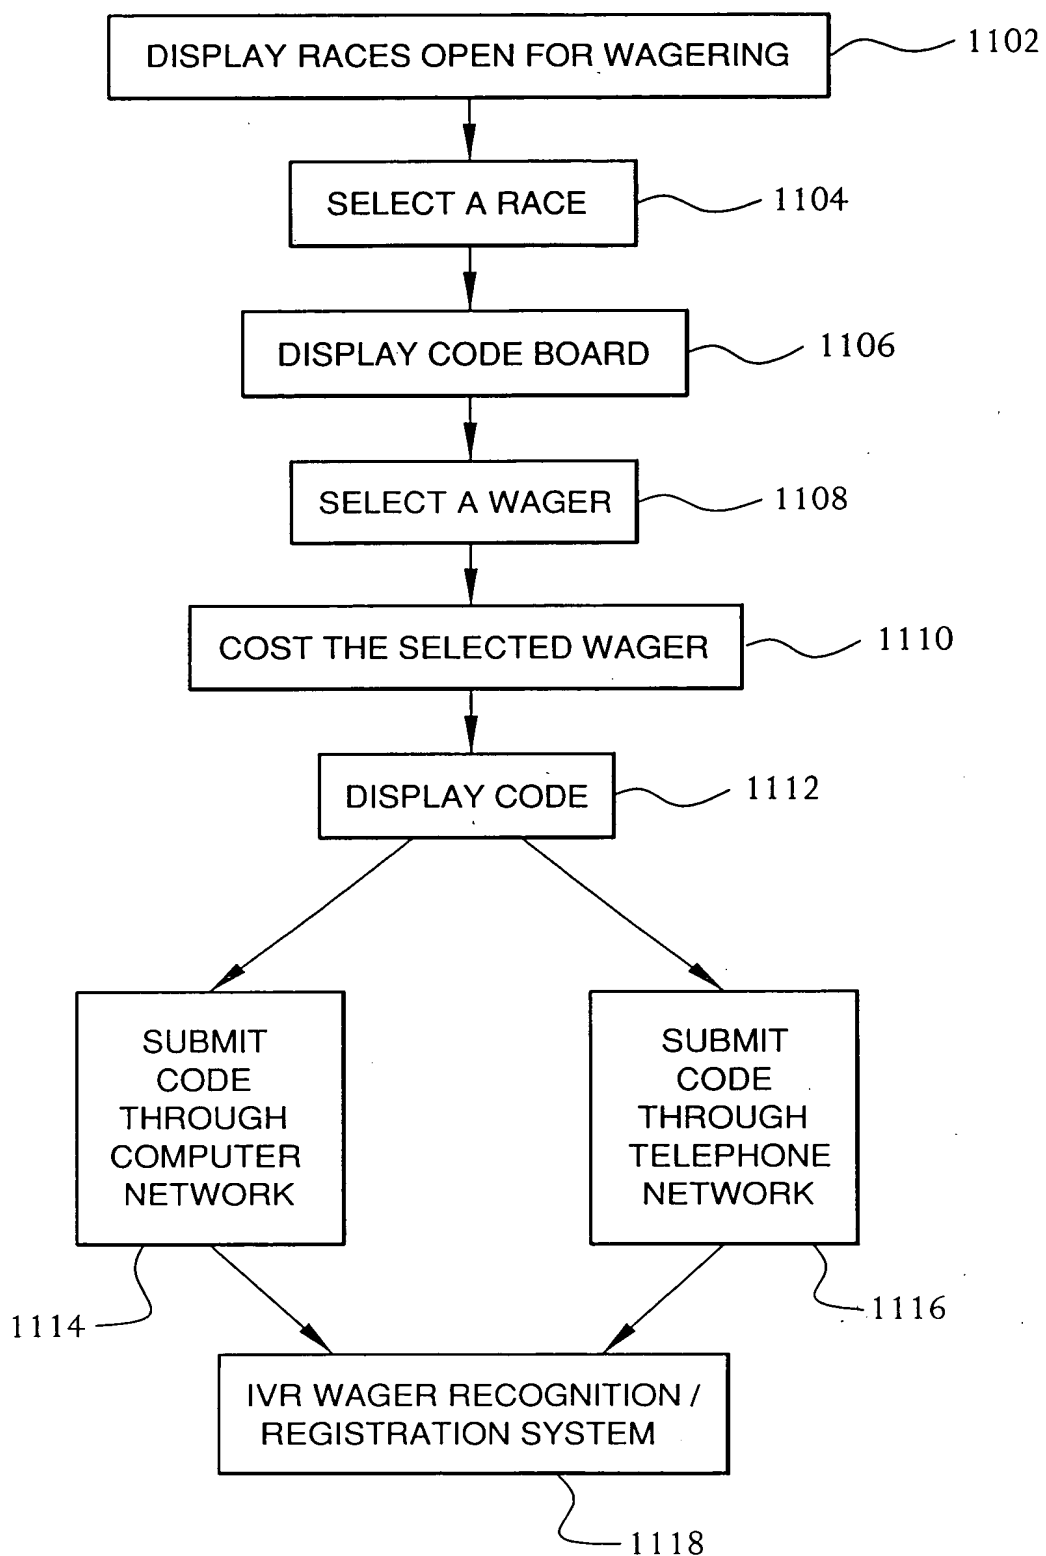 DISPLAY RACES OPEN FOR WAGERING
1102
SELECT A RACE
1104
DISPLAY CODE BOARD
1106
SELECT A WAGER
1108
COST THE SELECTED WAGER
1110
DISPLAY CODE
1112
SUBMIT
CODE
THROUGH
COMPUTER
NETWORK
1114
SUBMIT
CODE
THROUGH
TELEPHONE
NETWORK
1116
IVR WAGER RECOGNITION /
REGISTRATION SYSTEM
1118